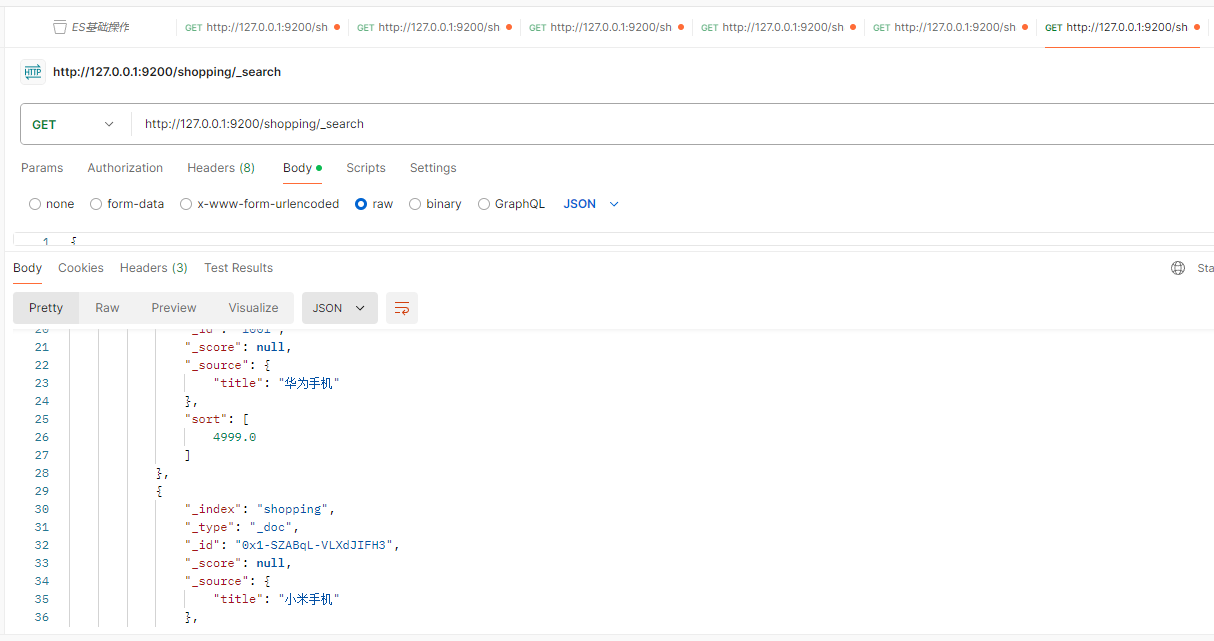 ES基础操作 GET http://127.0.0.1:9200/sh GET http://127.0.0.1:9200/sh GET http://127.0.0.1:9200/sh GET http://127.0.0.1:9200/sh GET http://127.0.0.1:9200/sh GET http://127.0.0.1:9200/sh
HTTP http://127.0.0.1:9200/shopping/_search
GET http://127.0.0.1:9200/shopping/_search
Params Authorization Headers (8) Body Scripts Settings
none form-data x-www-form-urlencoded raw binary GraphQL JSON
1 {
Body Cookies Headers (3) Test Results Sta
Pretty Raw Preview Visualize JSON
20 "_id": "1001",
21 "_score": null,
22 "_source": {
23 "title": "华为手机"
24 },
25 "sort": [
26 4999.0
27 ]
28 },
29 {
30 "_index": "shopping",
31 "_type": "_doc",
32 "_id": "0x1-SZABqL-VLXdJIFH3",
33 "_score": null,
34 "_source": {
35 "title": "小米手机"
36 },